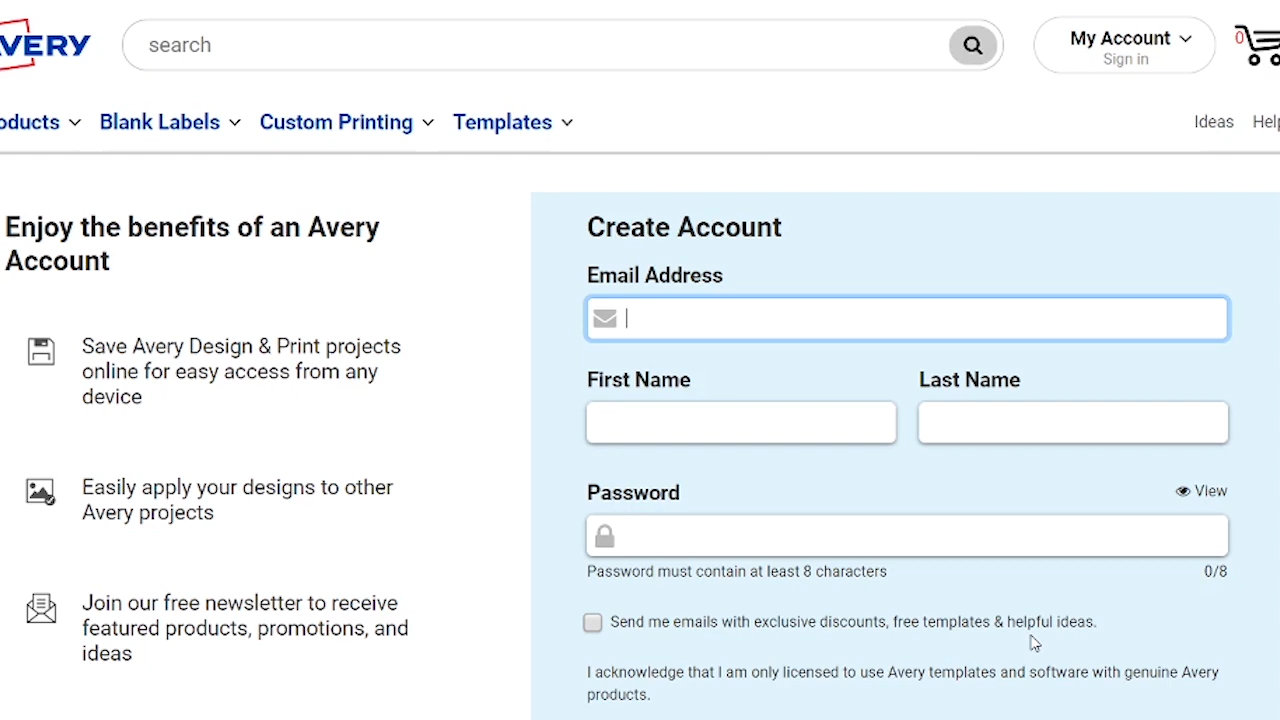 AVERY
search
My Account
Sign in
0
oducts
Blank Labels
Custom Printing
Templates
Ideas
Help
Enjoy the benefits of an Avery
Account
Save Avery Design & Print projects
online for easy access from any
device
Easily apply your designs to other
Avery projects
Join our free newsletter to receive
featured products, promotions, and
ideas
Create Account
Email Address
First Name
Last Name
Password
View
Password must contain at least 8 characters
0/8
Send me emails with exclusive discounts, free templates & helpful ideas.
I acknowledge that I am only licensed to use Avery templates and software with genuine Avery
products.